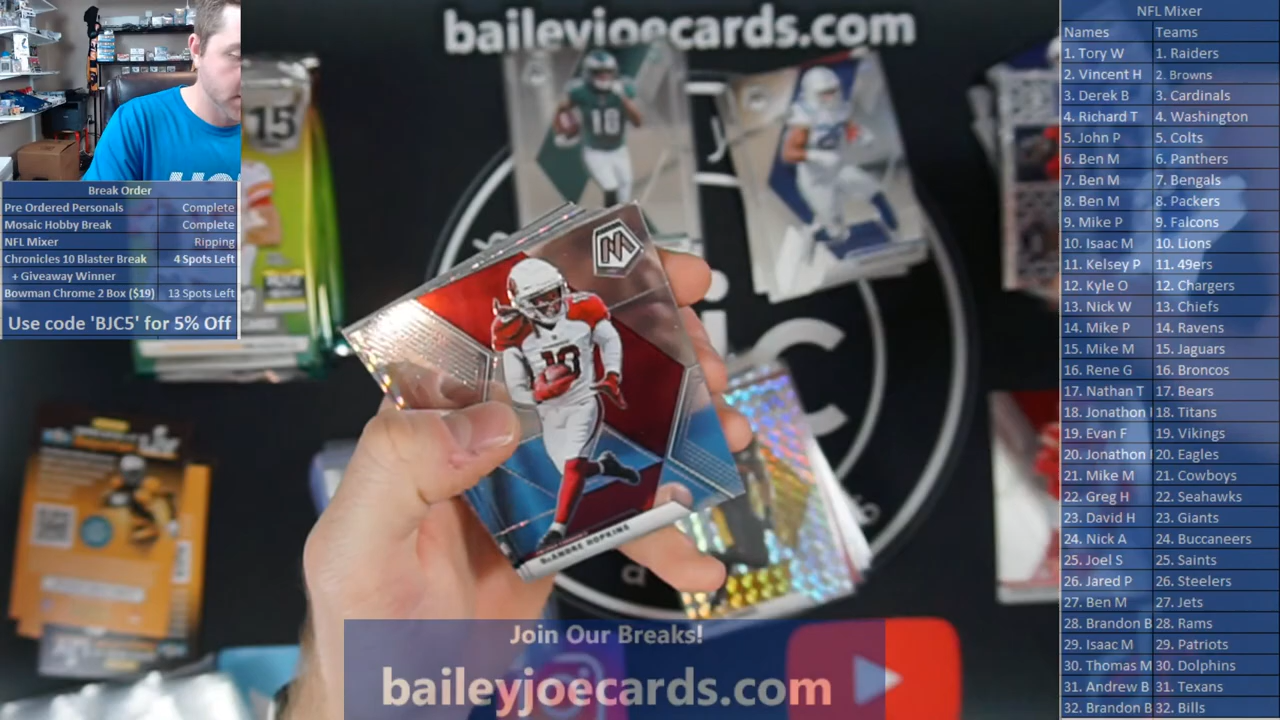 baileyjoecards.com
15
18
10
DEANDRE HOPKINS
Break Order
Pre Ordered Personals Complete
Mosaic Hobby Break Complete
NFL Mixer Ripping
Chronicles 10 Blaster Break 4 Spots Left
+ Giveaway Winner
Bowman Chrome 2 Box ($19) 13 Spots Left
Use code 'BJC5' for 5% Off
Join Our Breaks!
baileyjoecards.com
NFL Mixer
Names Teams
1. Tory W 1. Raiders
2. Vincent H 2. Browns
3. Derek B 3. Cardinals
4. Richard T 4. Washington
5. John P 5. Colts
6. Ben M 6. Panthers
7. Ben M 7. Bengals
8. Ben M 8. Packers
9. Mike P 9. Falcons
10. Isaac M 10. Lions
11. Kelsey P 11. 49ers
12. Kyle O 12. Chargers
13. Nick W 13. Chiefs
14. Mike P 14. Ravens
15. Mike M 15. Jaguars
16. Rene G 16. Broncos
17. Nathan T 17. Bears
18. Jonathon 18. Titans
19. Evan F 19. Vikings
20. Jonathon 20. Eagles
21. Mike M 21. Cowboys
22. Greg H 22. Seahawks
23. David H 23. Giants
24. Nick A 24. Buccaneers
25. Joel S 25. Saints
26. Jared P 26. Steelers
27. Ben M 27. Jets
28. Brandon B 28. Rams
29. Isaac M 29. Patriots
30. Thomas M 30. Dolphins
31. Andrew B 31. Texans
32. Brandon B 32. Bills